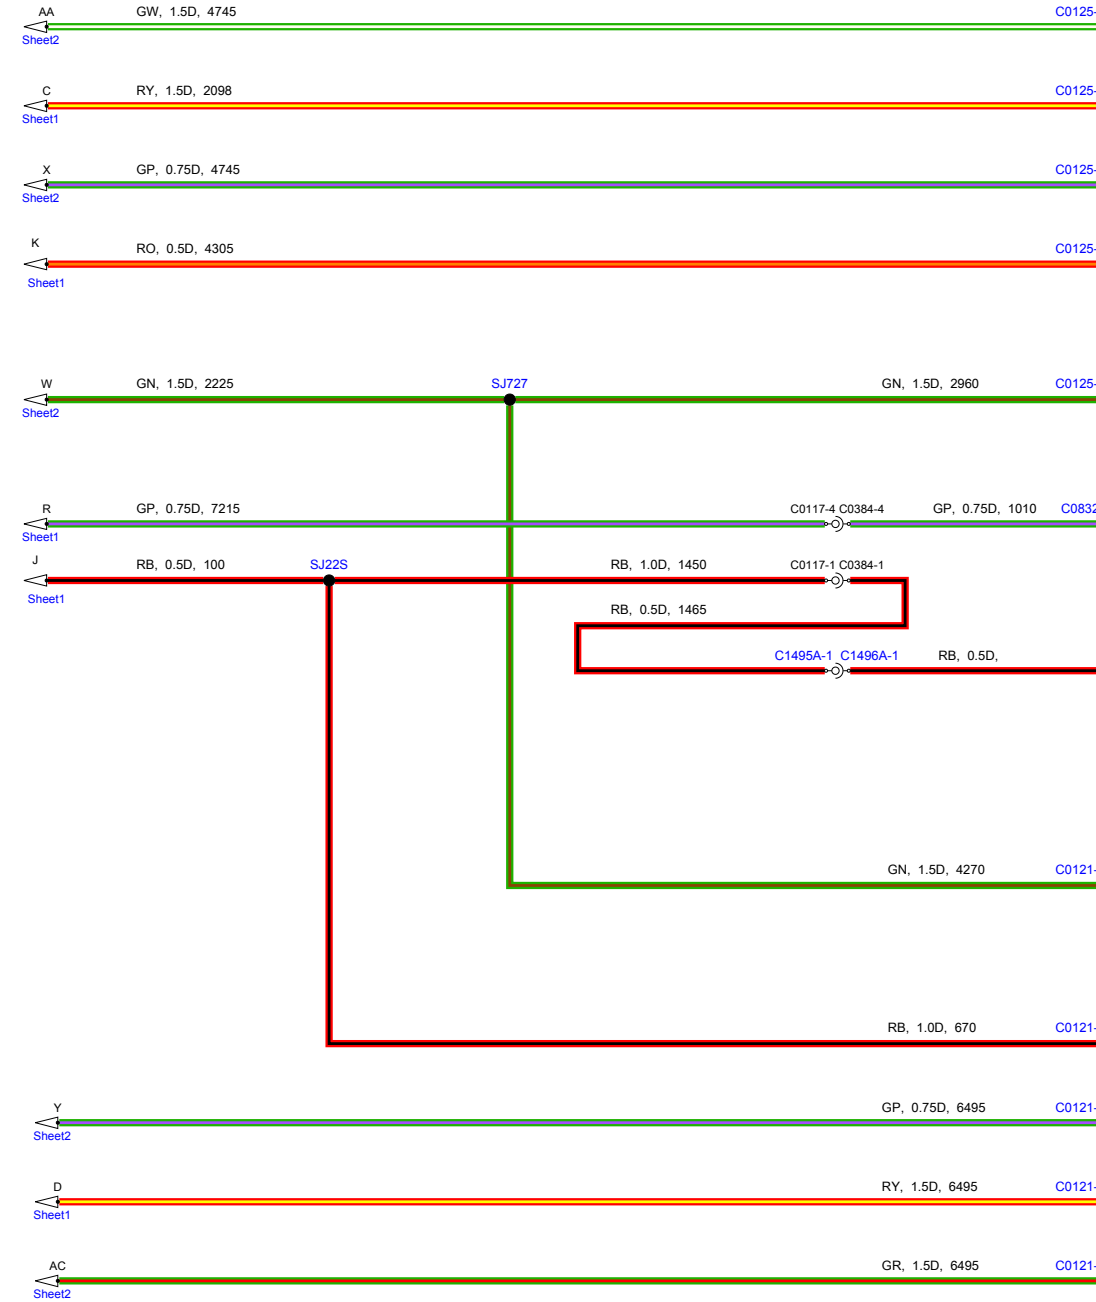 AA GW, 1.5D, 4745 C0125-
Sheet2
C RY, 1.5D, 2098 C0125-
Sheet1
X GP, 0.75D, 4745 C0125-
Sheet2
K RO, 0.5D, 4305 C0125-
Sheet1
W GN, 1.5D, 2225 SJ727 GN, 1.5D, 2960 C0125-
Sheet2
R GP, 0.75D, 7215 C0117-4 C0384-4 GP, 0.75D, 1010 C0832
Sheet1
J RB, 0.5D, 100 SJ22S RB, 1.0D, 1450 C0117-1 C0384-1
Sheet1
RB, 0.5D, 1465
C1495A-1 C1496A-1 RB, 0.5D,
GN, 1.5D, 4270 C0121-
RB, 1.0D, 670 C0121-
Y GP, 0.75D, 6495 C0121-
Sheet2
D RY, 1.5D, 6495 C0121-
Sheet1
AC GR, 1.5D, 6495 C0121-
Sheet2